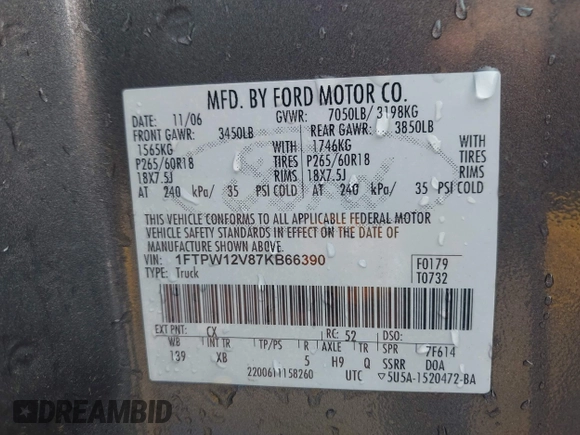 MFD. BY FORD MOTOR CO.
DATE: 11/06 GVWR: 7050LB/ 3198KG
FRONT GAWR: 3450LB REAR GAWR: 3850LB
1565KG 1746KG
P265/60R18 TIRES P265/60R18 TIRES
18X7.5J RIMS 18X7.5J RIMS
AT 240 kPa/ 35 PSI COLD AT 240 kPa/ 35 PSI COLD
THIS VEHICLE CONFORMS TO ALL APPLICABLE FEDERAL MOTOR
VEHICLE SAFETY STANDARDS IN EFFECT ON THE DATE OF
MANUFACTURE SHOWN ABOVE.
VIN: 1FTPW12V87KB66390 F0179
TYPE: Truck T0732
EXT PNT: CX RC: 52 DSO:
WB INT TR TP/PS R AXLE TR SPR 7F614
139 XB 5 H9 Q SSRR DOA
2200611158260 UTC ▽5U5A-1520472-BA
DREAMBID